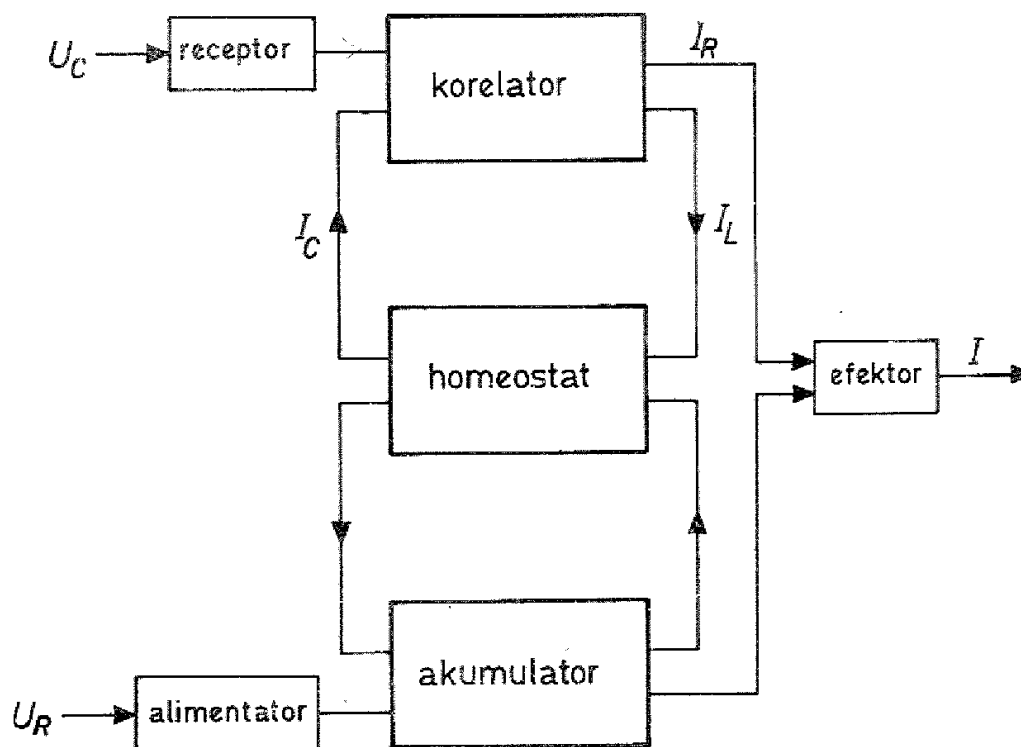 U_C
receptor
korelator
I_R
I_C
I_L
homeostat
efektor
I
akumulator
U_R
alimentator